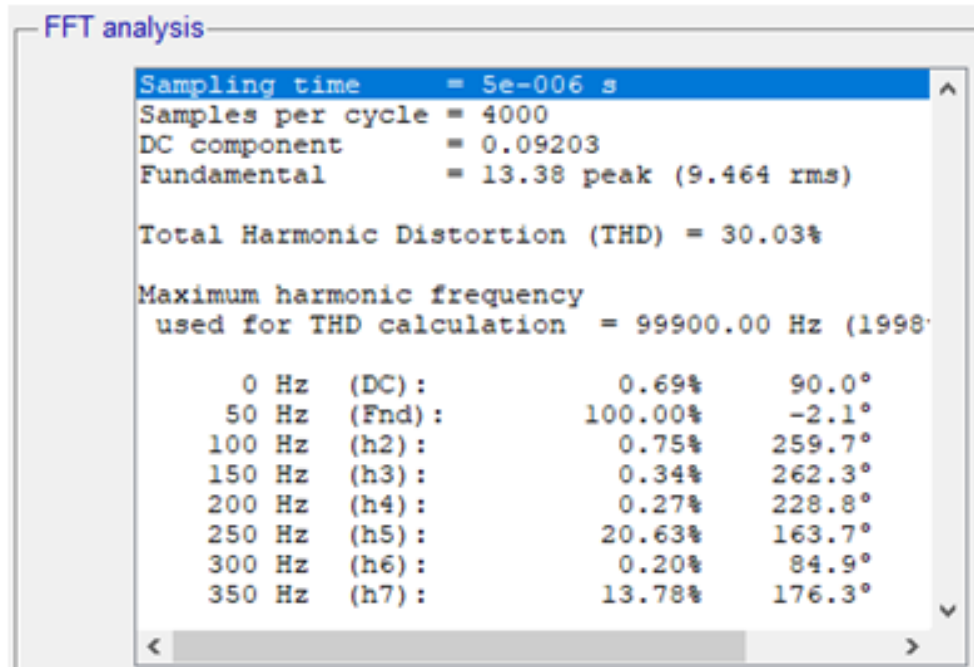 FFT analysis
Sampling time = 5e-006 s
Samples per cycle = 4000
DC component = 0.09203
Fundamental = 13.38 peak (9.464 rms)
Total Harmonic Distortion (THD) = 30.03%
Maximum harmonic frequency
used for THD calculation = 99900.00 Hz (1998
0 Hz (DC): 0.69% 90.0°
50 Hz (Fnd): 100.00% -2.1°
100 Hz (h2): 0.75% 259.7°
150 Hz (h3): 0.34% 262.3°
200 Hz (h4): 0.27% 228.8°
250 Hz (h5): 20.63% 163.7°
300 Hz (h6): 0.20% 84.9°
350 Hz (h7): 13.78% 176.3°